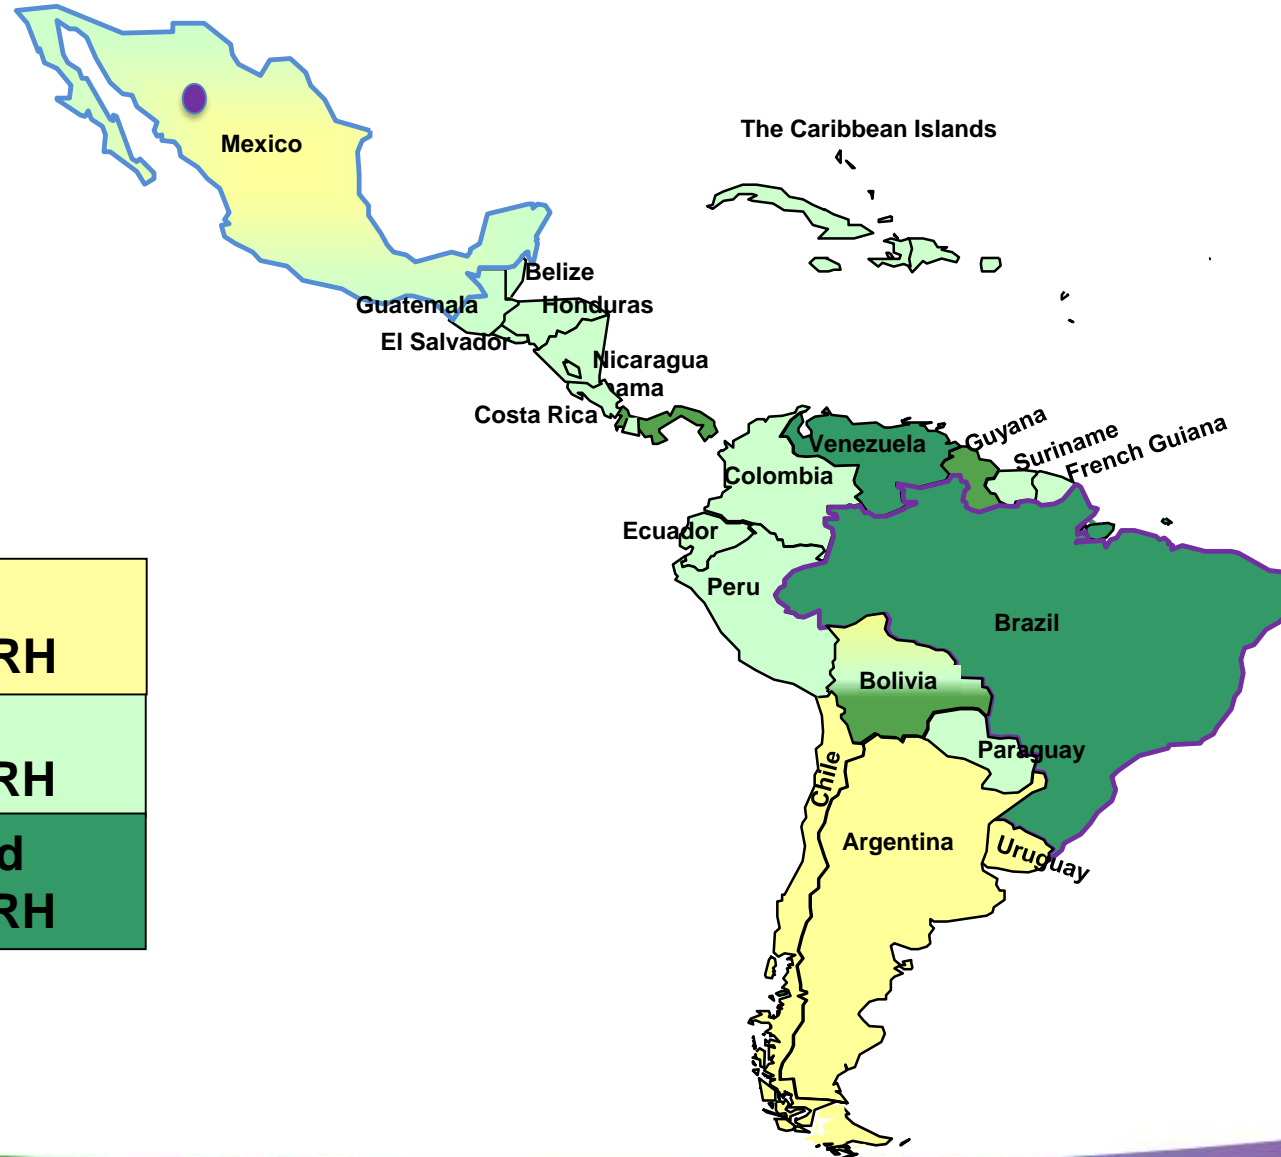 Mexico
The Caribbean Islands
Belize
Guatemala
Honduras
El Salvador
Nicaragua
ama
Costa Rica
Venezuela
Guyana
Suriname
French Guiana
Colombia
Ecuador
Peru
Brazil
RH
Bolivia
Paraguay
RH
Chile
Argentina
Uruguay
d
RH